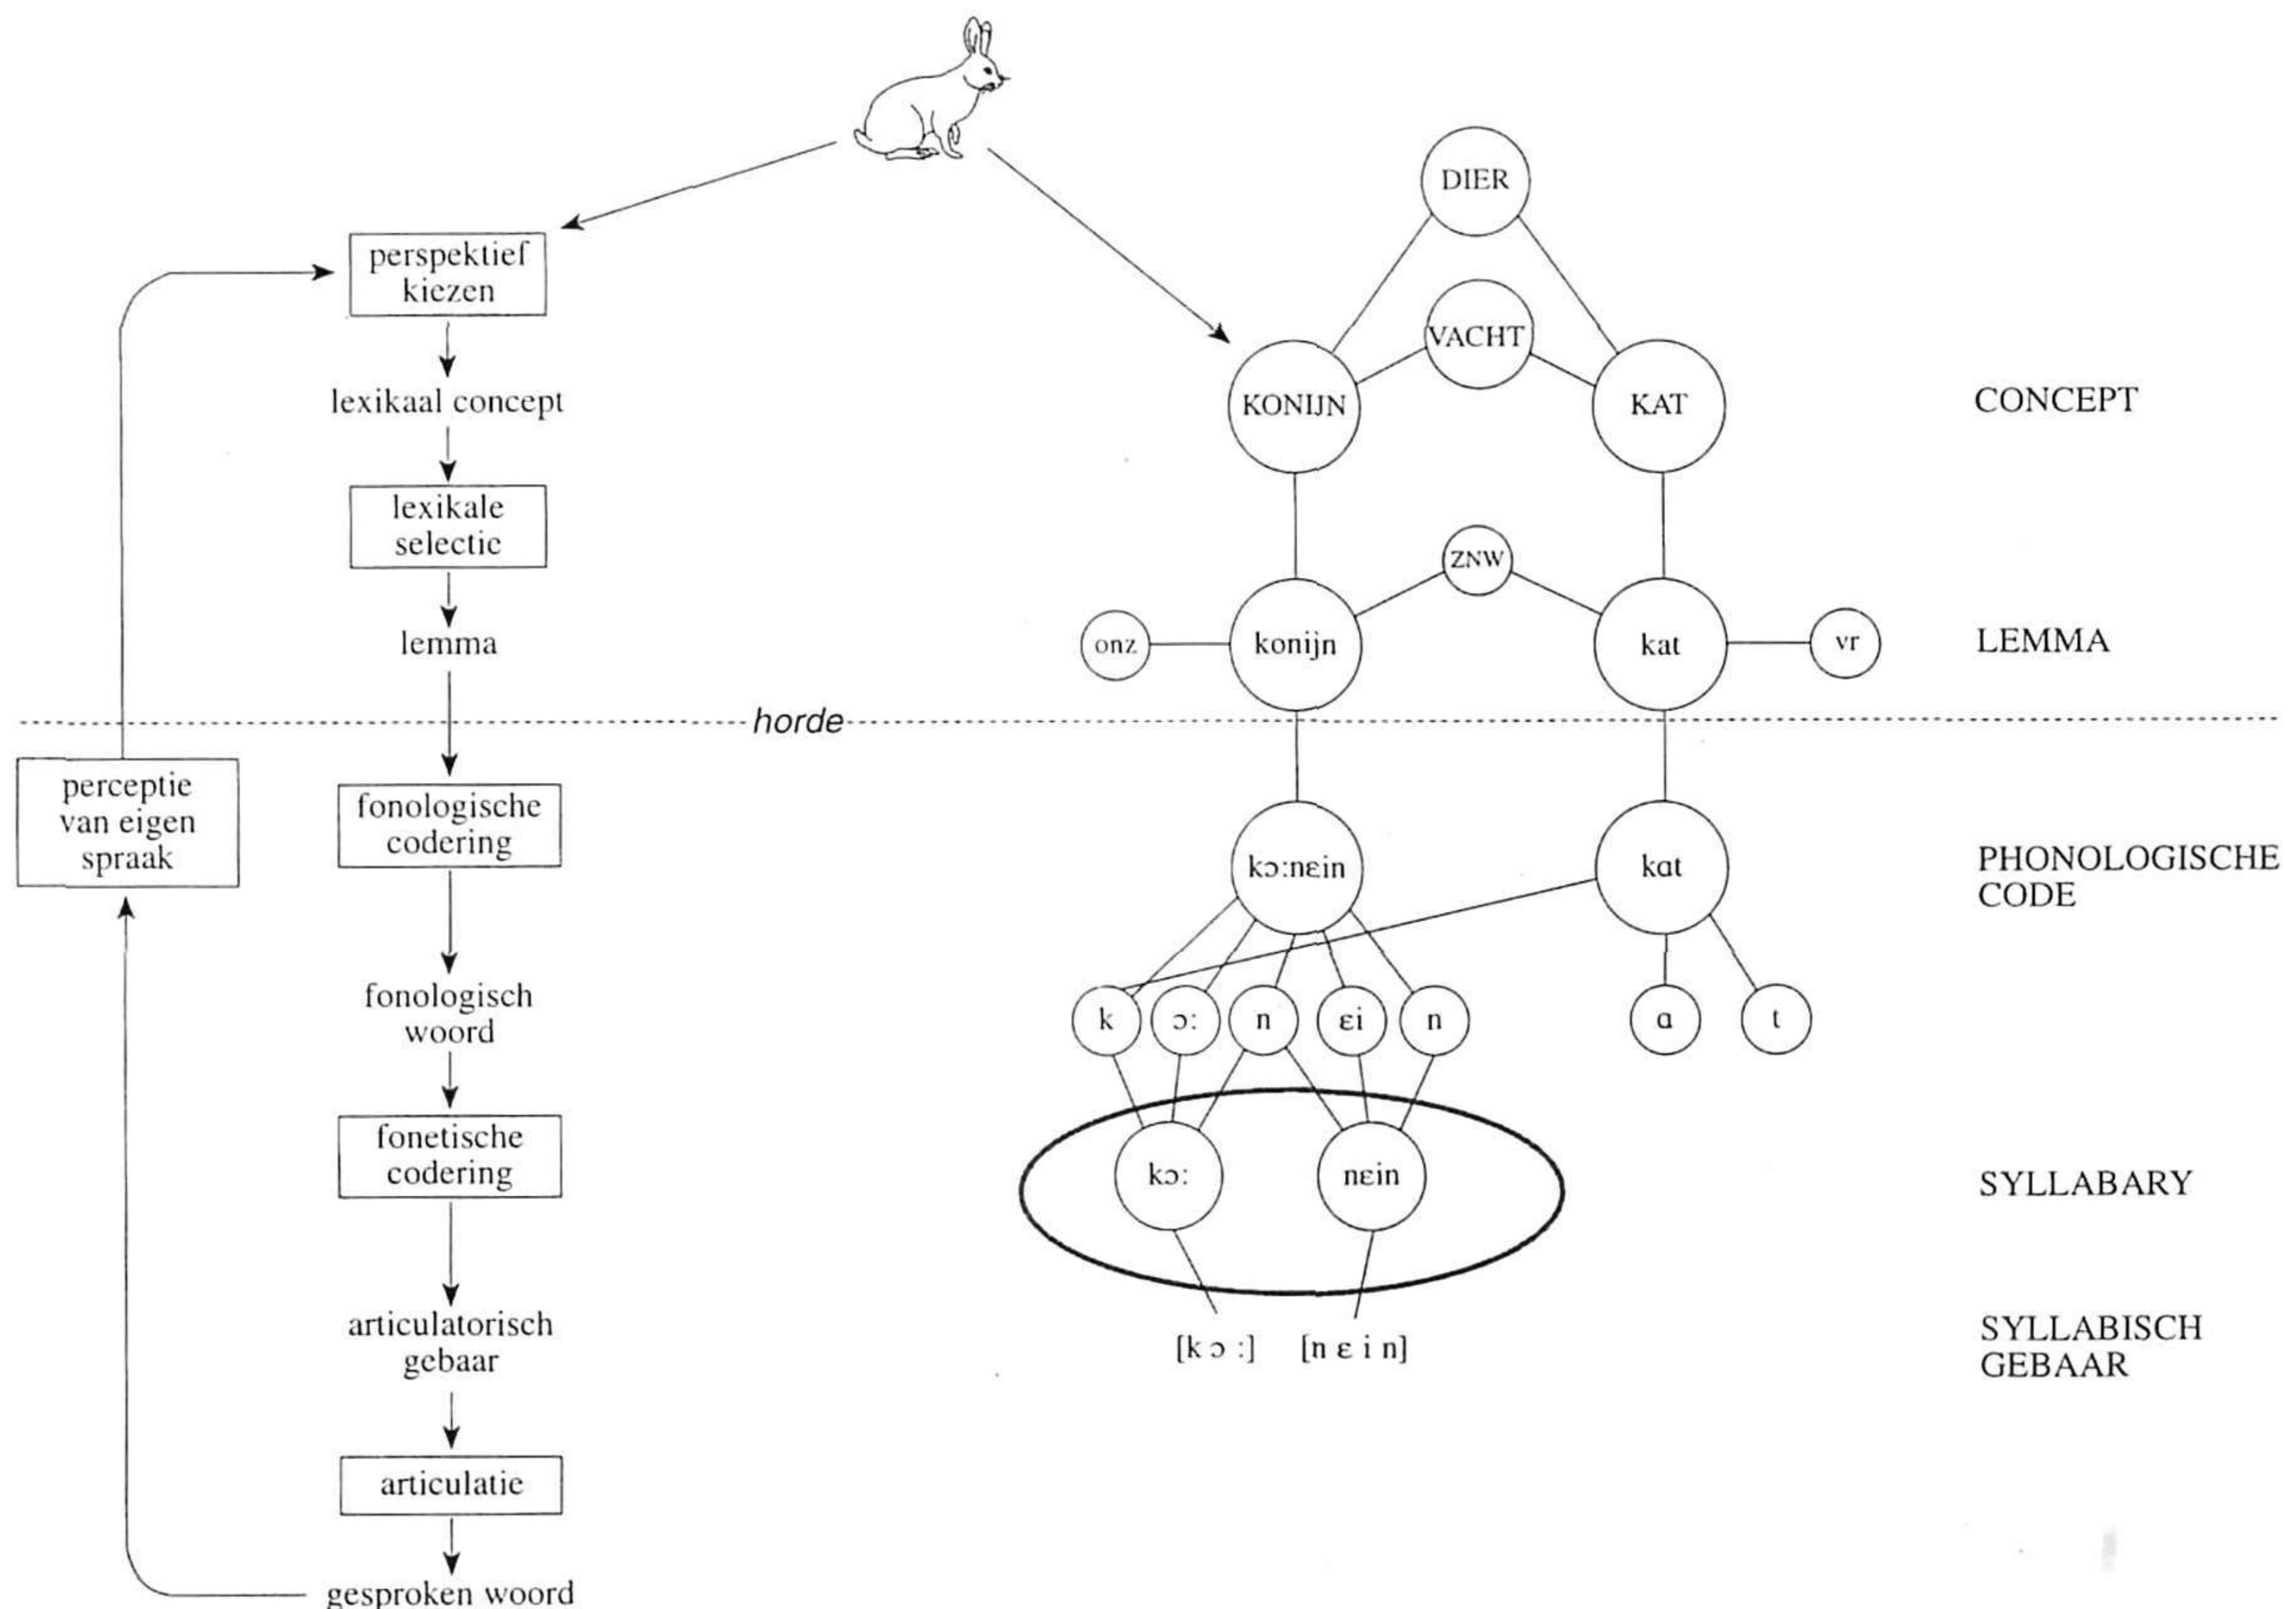 perspektief
kiezen
lexikaal concept
lexikale
selectie
lemma
horde
perceptie
van eigen
spraak
fonologische
codering
fonologisch
woord
fonetische
codering
articulatorisch
gebaar
articulatie
gesproken woord
DIER
VACHT
KONIJN
KAT
CONCEPT
ZNW
onz
konijn
kat
vr
LEMMA
kɔ:nɛin
kɑt
PHONOLOGISCHE
CODE
k
ɔ:
n
ɛi
n
ɑ
t
kɔ:
nɛin
SYLLABARY
[k ɔ :]
[n ɛ i n]
SYLLABISCH
GEBAAR